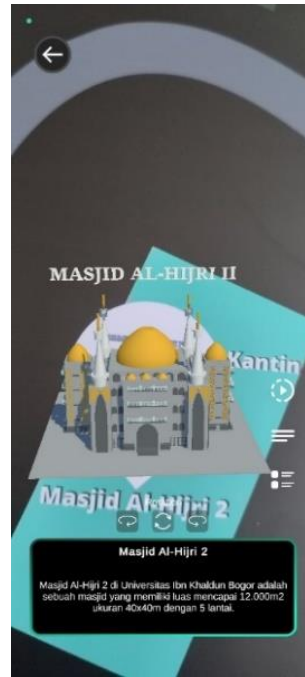 MASJID AL-HIJRI II
Kantin
Masjid Al-Hijri 2
Masjid Al-Hijri 2
Masjid Al-Hijri 2 di Universitas Ibn Khaldun Bogor adalah
sebuah masjid yang memiliki luas mencapai 12.000m2
ukuran 40x40m dengan 5 lantai.